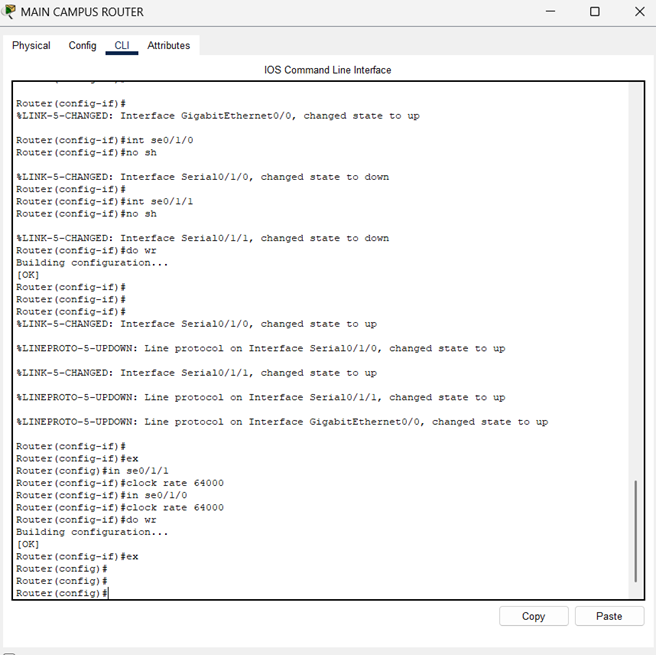 MAIN CAMPUS ROUTER
Physical Config CLI Attributes
IOS Command Line Interface
Router(config-if)#
%LINK-5-CHANGED: Interface GigabitEthernet0/0, changed state to up
Router(config-if)#int se0/1/0
Router(config-if)#no sh
%LINK-5-CHANGED: Interface Serial0/1/0, changed state to down
Router(config-if)#
Router(config-if)#int se0/1/1
Router(config-if)#no sh
%LINK-5-CHANGED: Interface Serial0/1/1, changed state to down
Router(config-if)#do wr
Building configuration...
[OK]
Router(config-if)#
Router(config-if)#
Router(config-if)#
%LINK-5-CHANGED: Interface Serial0/1/0, changed state to up
%LINEPROTO-5-UPDOWN: Line protocol on Interface Serial0/1/0, changed state to up
%LINK-5-CHANGED: Interface Serial0/1/1, changed state to up
%LINEPROTO-5-UPDOWN: Line protocol on Interface Serial0/1/1, changed state to up
%LINEPROTO-5-UPDOWN: Line protocol on Interface GigabitEthernet0/0, changed state to up
Router(config-if)#
Router(config-if)#ex
Router(config)#in se0/1/1
Router(config-if)#clock rate 64000
Router(config-if)#in se0/1/0
Router(config-if)#clock rate 64000
Router(config-if)#do wr
Building configuration...
[OK]
Router(config-if)#ex
Router(config)#
Router(config)#
Router(config)#
Copy Paste